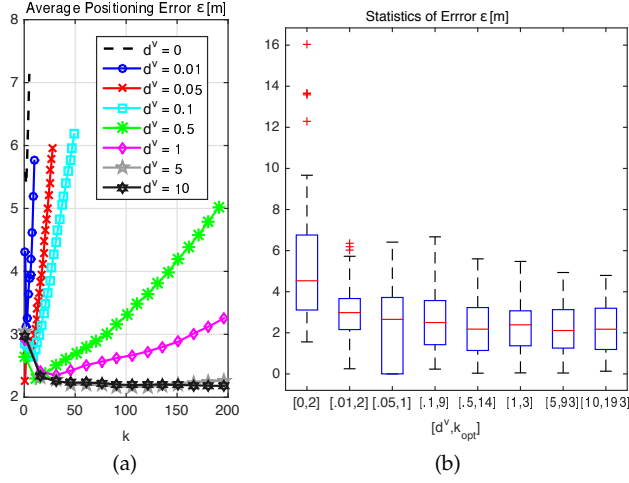 Average Positioning Error ε[m]
8
7
6
5
4
3
2
0
50
100
150
200
k
d^v = 0
d^v = 0.01
d^v = 0.05
d^v = 0.1
d^v = 0.5
d^v = 1
d^v = 5
d^v = 10
(a)
Statistics of Errror ε[m]
16
14
12
10
8
6
4
2
0
[0,2]
[.01,2]
[.05,1]
[.1,9]
[.5,14]
[1,3]
[5,93]
[10,193]
[d^v,k_opt]
(b)